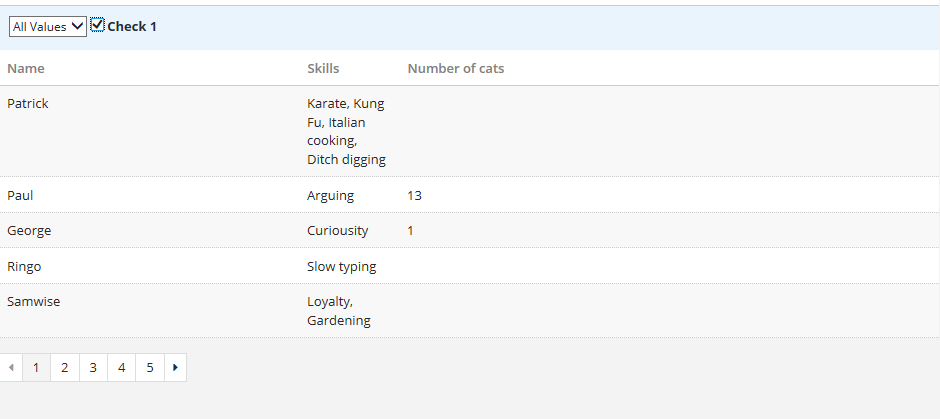 All Values Check 1
Name Skills Number of cats
Patrick Karate, Kung
Fu, Italian
cooking,
Ditch digging
Paul Arguing 13
George Curiousity 1
Ringo Slow typing
Samwise Loyalty,
Gardening
1 2 3 4 5